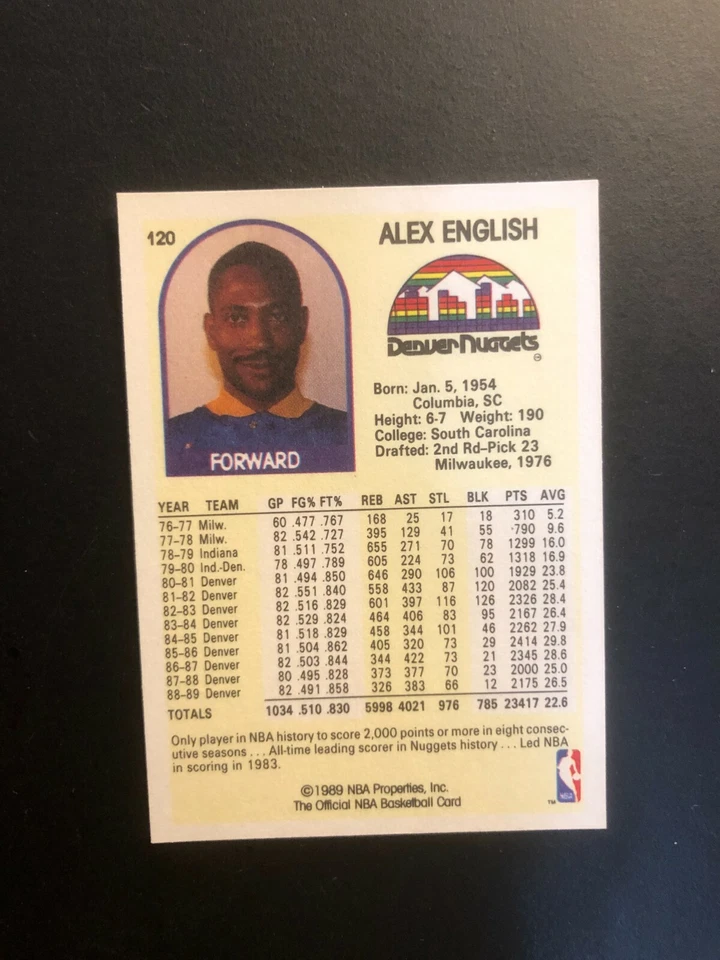 120
ALEX ENGLISH
Denver Nuggets
FORWARD
Born: Jan. 5, 1954
Columbia, SC
Height: 6-7 Weight: 190
College: South Carolina
Drafted: 2nd Rd–Pick 23
Milwaukee, 1976
YEAR TEAM GP FG% FT% REB AST STL BLK PTS AVG
76-77 Milw. 60 .477 .767 168 25 17 18 310 5.2
77-78 Milw. 82 .542 .727 395 129 41 55 790 9.6
78-79 Indiana 81 .511 .752 655 271 70 78 1299 16.0
79-80 Ind.-Den. 78 .497 .789 605 224 73 62 1318 16.9
80-81 Denver 81 .494 .850 646 290 106 100 1929 23.8
81-82 Denver 82 .551 .840 558 433 87 120 2082 25.4
82-83 Denver 82 .516 .829 601 397 116 126 2326 28.4
83-84 Denver 82 .529 .824 464 406 83 95 2167 26.4
84-85 Denver 81 .518 .829 458 344 101 46 2262 27.9
85-86 Denver 81 .504 .862 405 320 73 29 2414 29.8
86-87 Denver 82 .503 .844 344 422 73 21 2345 28.6
87-88 Denver 80 .495 .828 373 377 70 23 2000 25.0
88-89 Denver 82 .491 .858 326 383 66 12 2175 26.5
TOTALS 1034 .510 .830 5998 4021 976 785 23417 22.6
Only player in NBA history to score 2,000 points or more in eight consec-
utive seasons . . . All-time leading scorer in Nuggets history . . . Led NBA
in scoring in 1983.
©1989 NBA Properties, Inc.
The Official NBA Basketball Card
TM NBA